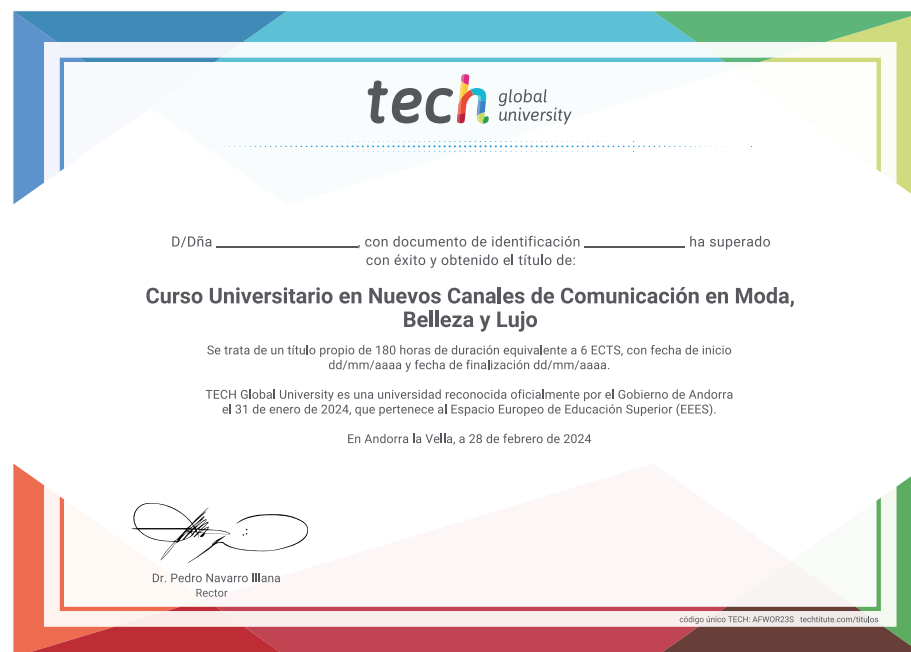 tech global university
D/Dña ________________, con documento de identificación ____________ ha superado
con éxito y obtenido el título de:
Curso Universitario en Nuevos Canales de Comunicación en Moda,
Belleza y Lujo
Se trata de un título propio de 180 horas de duración equivalente a 6 ECTS, con fecha de inicio
dd/mm/aaaa y fecha de finalización dd/mm/aaaa.
TECH Global University es una universidad reconocida oficialmente por el Gobierno de Andorra
el 31 de enero de 2024, que pertenece al Espacio Europeo de Educación Superior (EEES).
En Andorra la Vella, a 28 de febrero de 2024
Dr. Pedro Navarro Illana
Rector
código único TECH: AFWOR23S techtitute.com/titulos